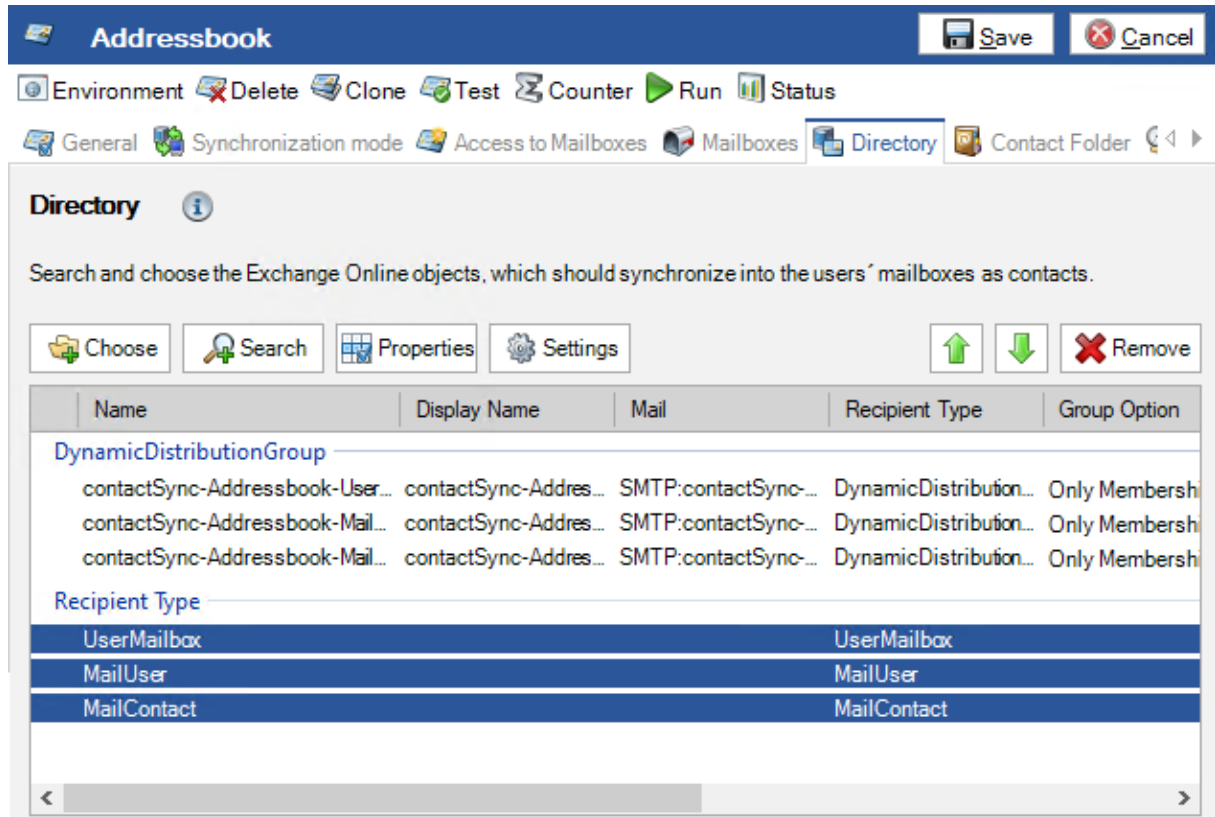 Addressbook Save Cancel
Environment Delete Clone Test Counter Run Status
General Synchronization mode Access to Mailboxes Mailboxes Directory Contact Folder
Directory
Search and choose the Exchange Online objects, which should synchronize into the users´ mailboxes as contacts.
Choose Search Properties Settings Remove
Name Display Name Mail Recipient Type Group Option
DynamicDistributionGroup
contactSync-Addressbook-User... contactSync-Addres... SMTP:contactSync-... DynamicDistribution... Only Membershi
contactSync-Addressbook-Mail... contactSync-Addres... SMTP:contactSync-... DynamicDistribution... Only Membershi
contactSync-Addressbook-Mail... contactSync-Addres... SMTP:contactSync-... DynamicDistribution... Only Membershi
Recipient Type
UserMailbox UserMailbox
MailUser MailUser
MailContact MailContact